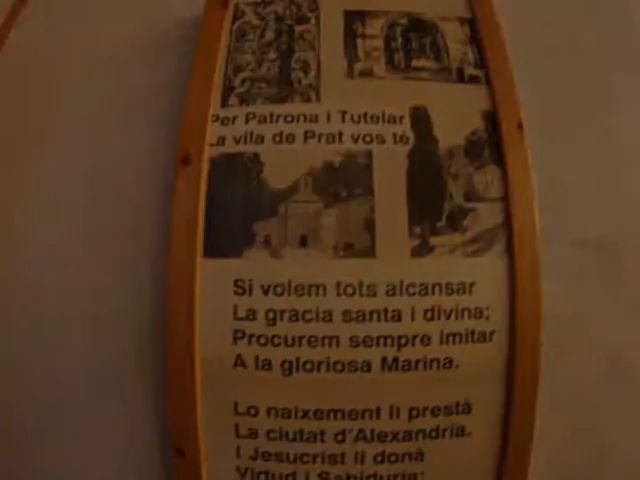 Per Patrona i Tutelar
La vila de Prat vos té
Si volem tots alcansar
La gràcia santa i divina;
Procurem sempre imitar
A la gloriosa Marina.
Lo naixement li prestà
La ciutat d'Alexandria.
I Jesucrist li donà
Virtud i Sabiduria;